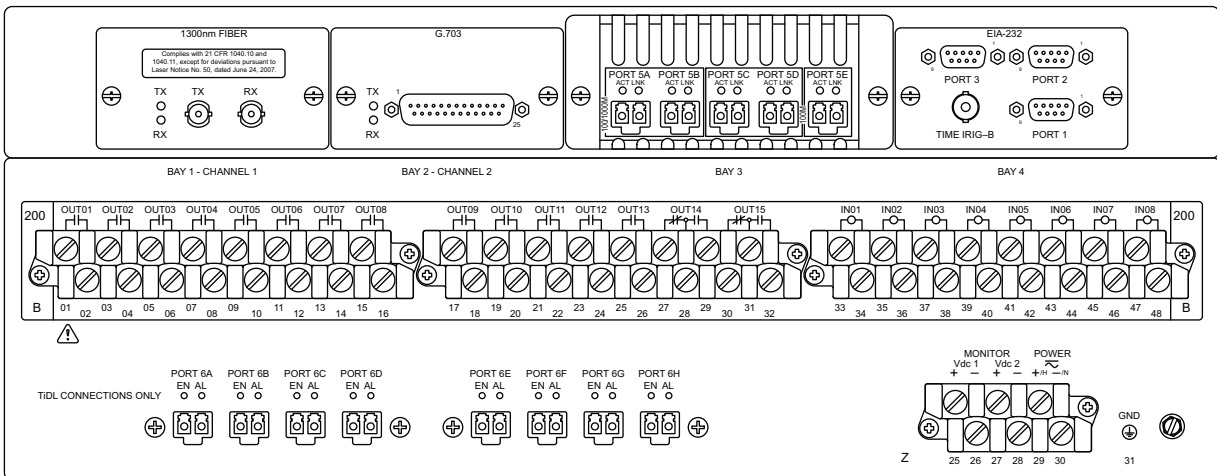 1300nm FIBER
Complies with 21 CFR 1040.10 and
1040.11, except for deviations pursuant to
Laser Notice No. 50, dated June 24, 2007.
TX TX RX
RX
G.703
TX 1
RX 25
PORT 5A PORT 5B PORT 5C PORT 5D PORT 5E
ACT LNK ACT LNK ACT LNK ACT LNK ACT LNK
100/1000M 100M
EIA-232
1 1
9 9
PORT 3 PORT 2
1
9
TIME IRIG–B PORT 1
BAY 1 - CHANNEL 1 BAY 2 - CHANNEL 2 BAY 3 BAY 4
200 OUT01 OUT02 OUT03 OUT04 OUT05 OUT06 OUT07 OUT08 OUT09 OUT10 OUT11 OUT12 OUT13 OUT14 OUT15 IN01 IN02 IN03 IN04 IN05 IN06 IN07 IN08 200
B 01 02 03 04 05 06 07 08 09 10 11 12 13 14 15 16 17 18 19 20 21 22 23 24 25 26 27 28 29 30 31 32 33 34 35 36 37 38 39 40 41 42 43 44 45 46 47 48 B
PORT 6A PORT 6B PORT 6C PORT 6D PORT 6E PORT 6F PORT 6G PORT 6H
EN AL EN AL EN AL EN AL EN AL EN AL EN AL EN AL
TiDL CONNECTIONS ONLY
MONITOR POWER
Vdc 1 Vdc 2
+ − + − +/H −/N
GND
Z 25 26 27 28 29 30 31